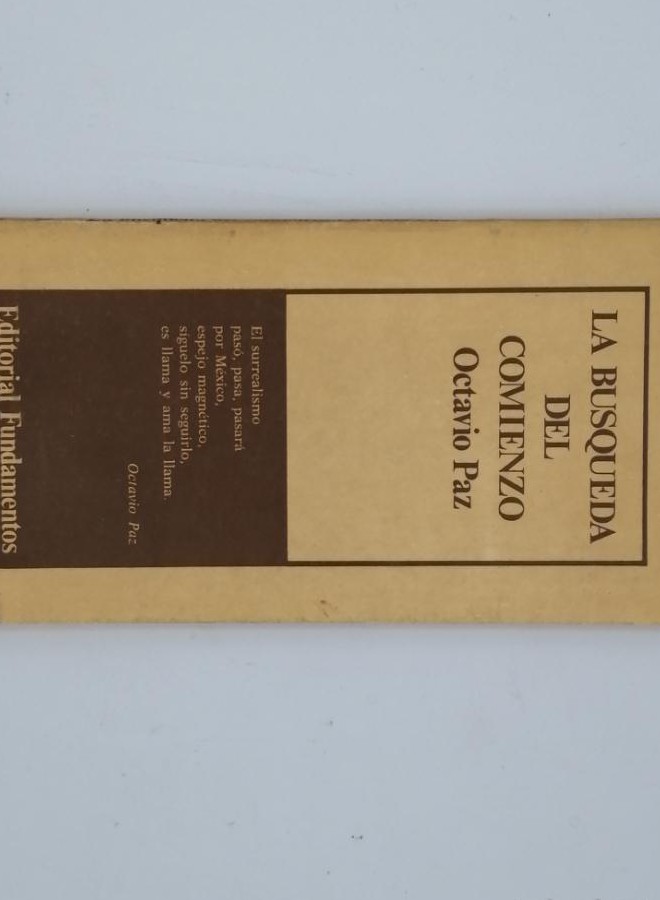 LA BUSQUEDA
DEL
COMIENZO
Octavio Paz
El surrealismo
pasó, pasa, pasará
por México,
espejo magnético,
síguelo sin seguirlo,
es llama y ama la llama.
Octavio Paz
Editorial Fundamentos